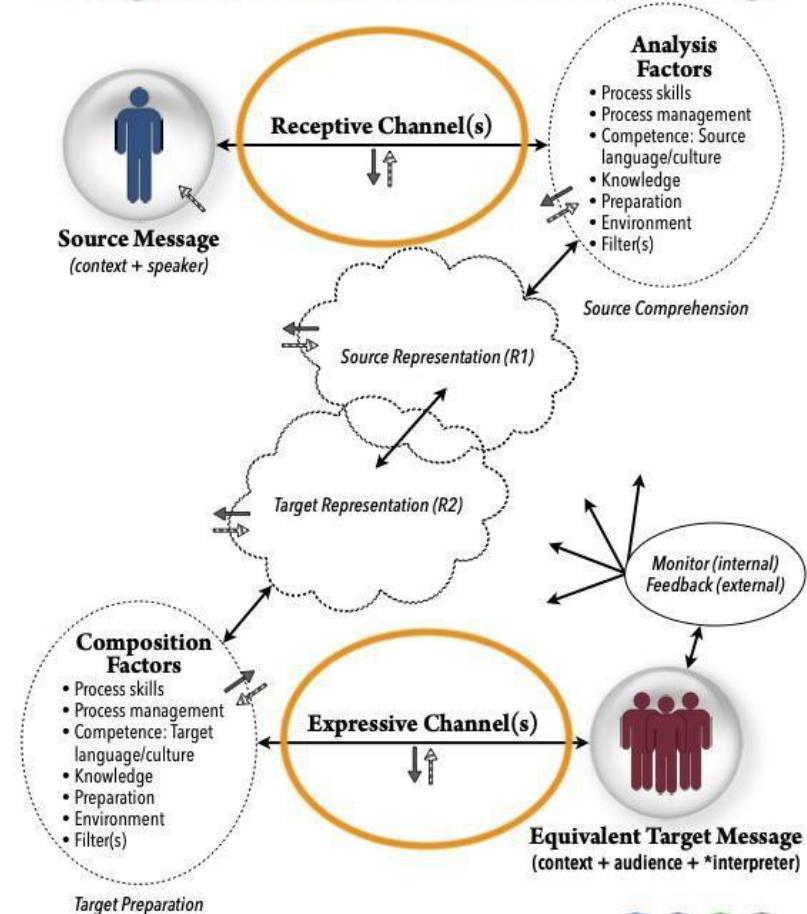 Analysis
Factors
• Process skills
• Process management
• Competence: Source
language/culture
• Knowledge
• Preparation
• Environment
• Filter(s)
Receptive Channel(s)
Source Message
(context + speaker)
Source Comprehension
Source Representation (R1)
Target Representation (R2)
Monitor (internal)
Feedback (external)
Composition
Factors
• Process skills
• Process management
• Competence: Target
language/culture
• Knowledge
• Preparation
• Environment
• Filter(s)
Target Preparation
Expressive Channel(s)
Equivalent Target Message
(context + audience + *interpreter)